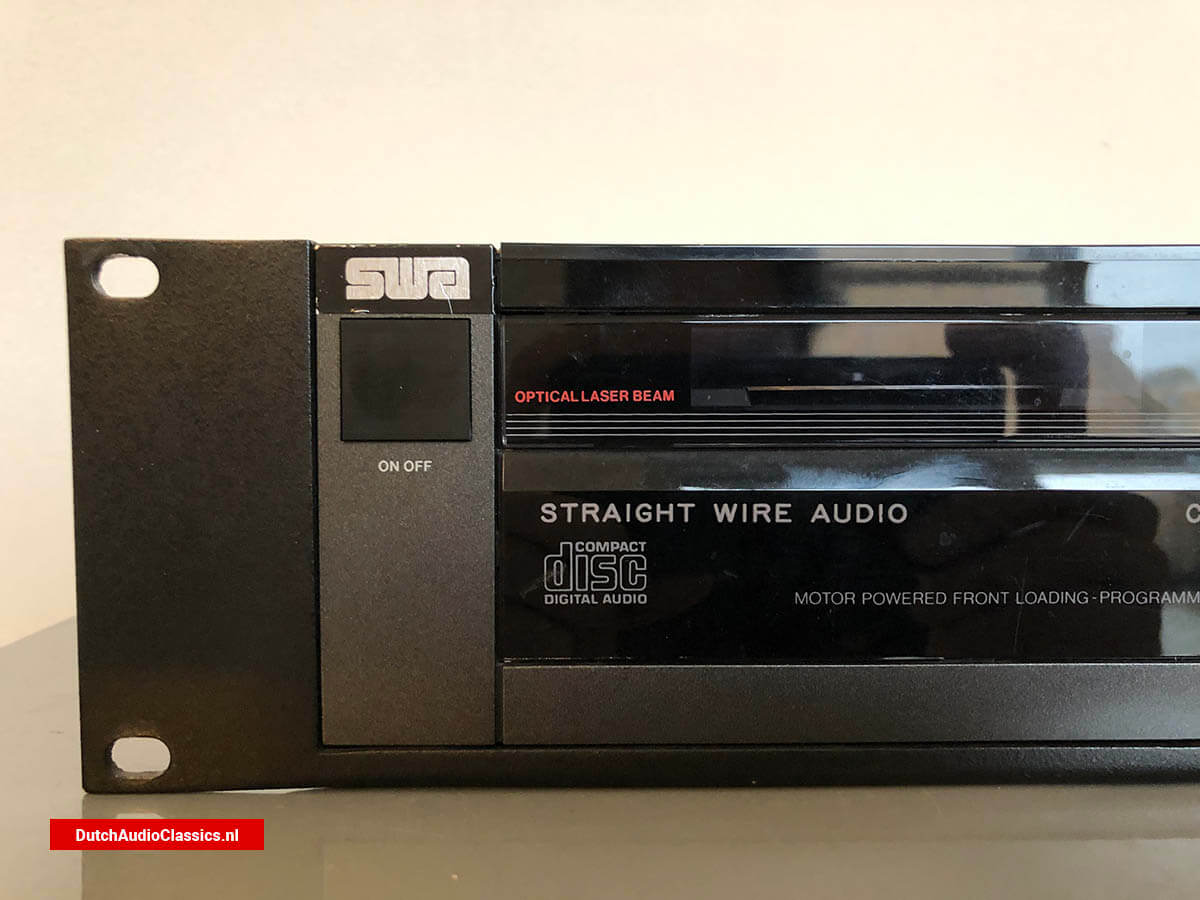 swa
OPTICAL LASER BEAM
ON OFF
STRAIGHT WIRE AUDIO C
COMPACT
disc
DIGITAL AUDIO
MOTOR POWERED FRONT LOADING - PROGRAMM
DutchAudioClassics.nl